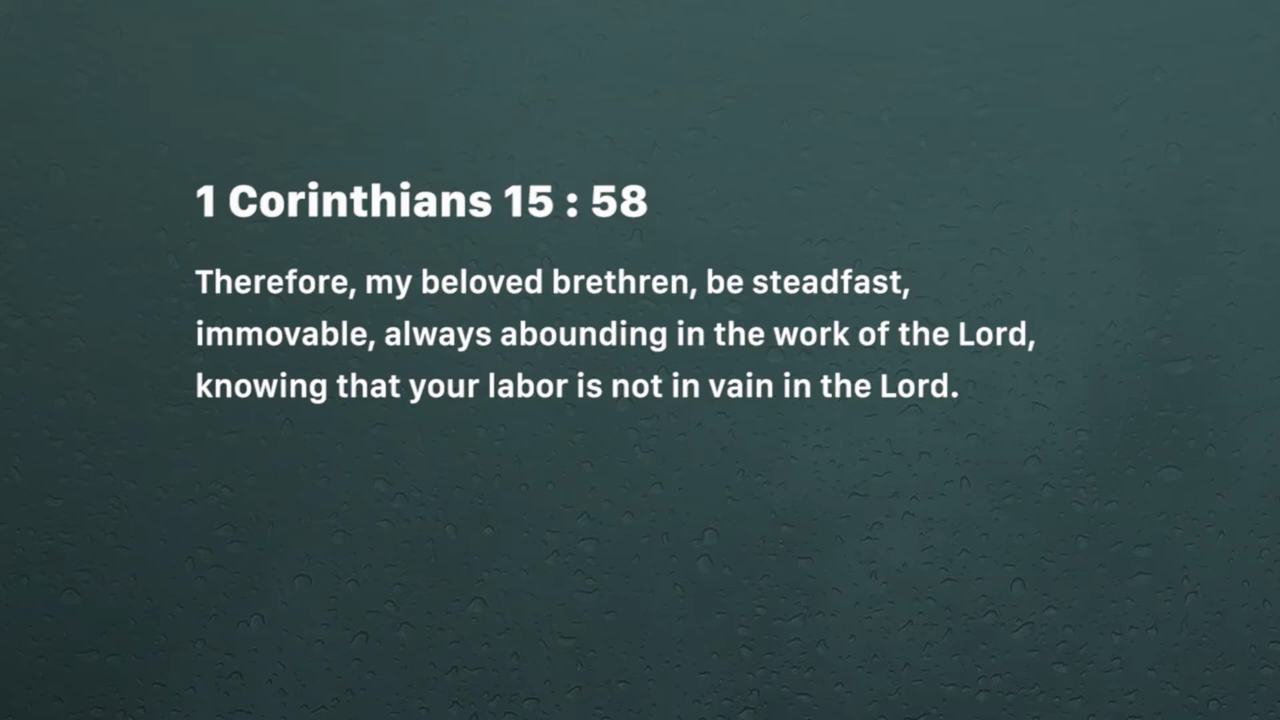 1 Corinthians 15 : 58
Therefore, my beloved brethren, be steadfast,
immovable, always abounding in the work of the Lord,
knowing that your labor is not in vain in the Lord.